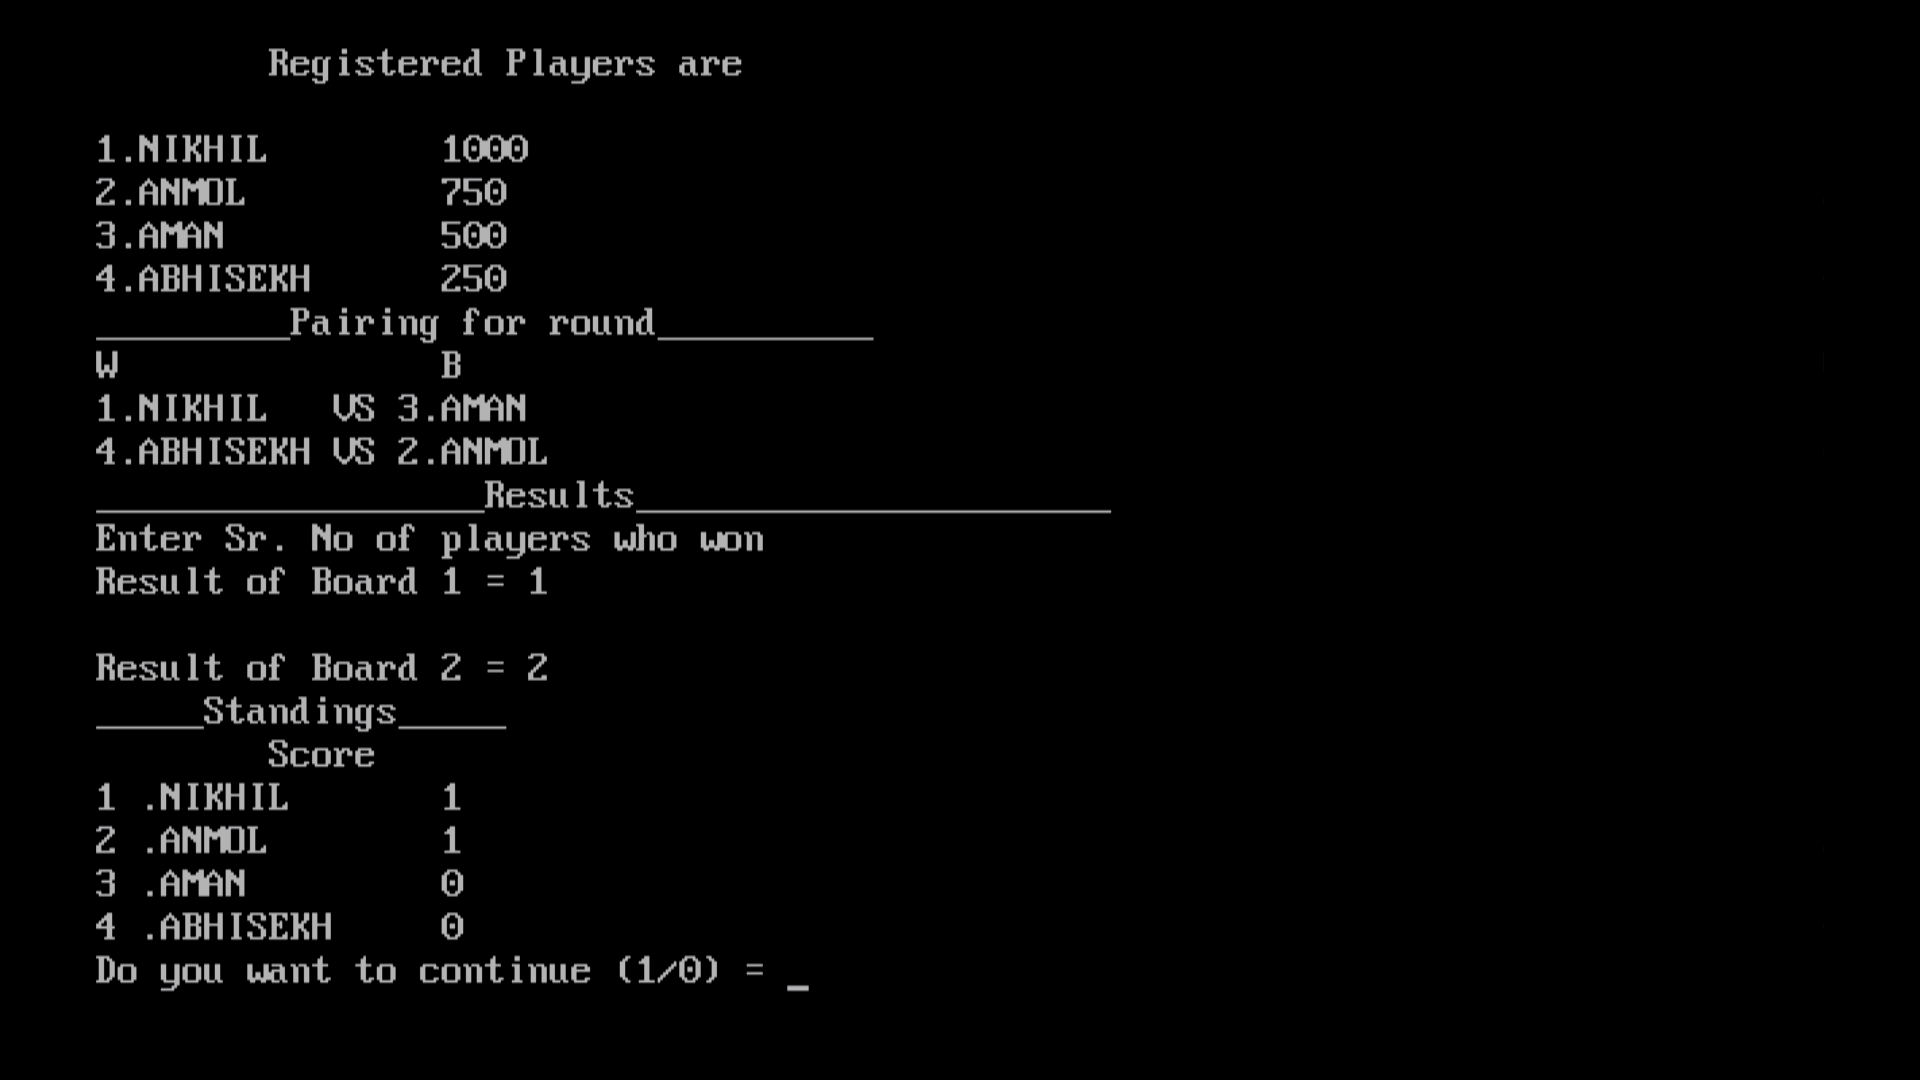 Registered Players are
1.NIKHIL 1000
2.ANMOL 750
3.AMAN 500
4.ABHISEKH 250
_________Pairing for round__________
W B
1.NIKHIL VS 3.AMAN
4.ABHISEKH VS 2.ANMOL
__________________Results______________________
Enter Sr. No of players who won
Result of Board 1 = 1
Result of Board 2 = 2
_____Standings_____
Score
1 .NIKHIL 1
2 .ANMOL 1
3 .AMAN 0
4 .ABHISEKH 0
Do you want to continue (1/0) = _